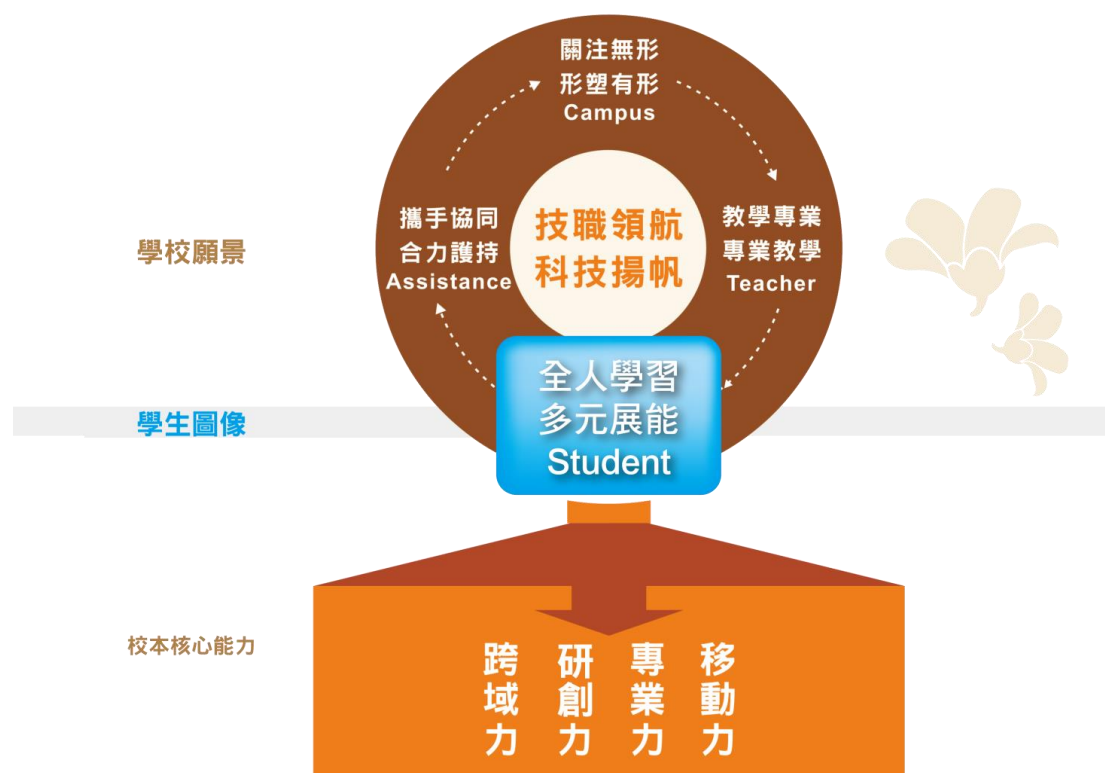 關注無形
形塑有形
Campus
攜手協同
合力護持
Assistance
技職領航
科技揚帆
教學專業
專業教學
Teacher
學校願景
全人學習
多元展能
Student
學生圖像
校本核心能力
跨域力
研創力
專業力
移動力